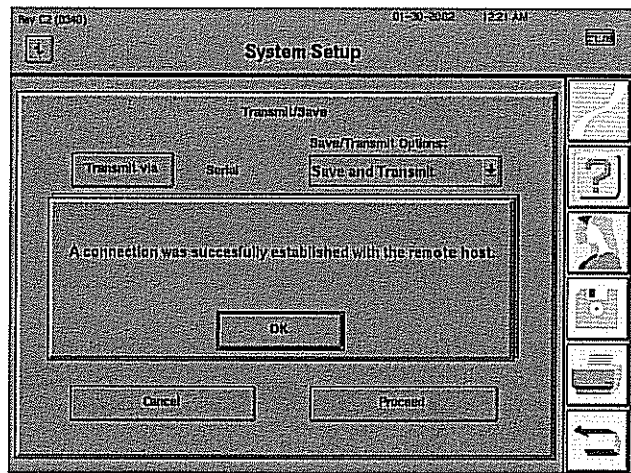 Rev C2 (0340)
01-30-2002 12:21 AM
System Setup
Transmit/Save
Save/Transmit Options:
Transmit via
Serial
Save and Transmit
A connection was succesfully established with the remote host.
OK
Cancel
Proceed